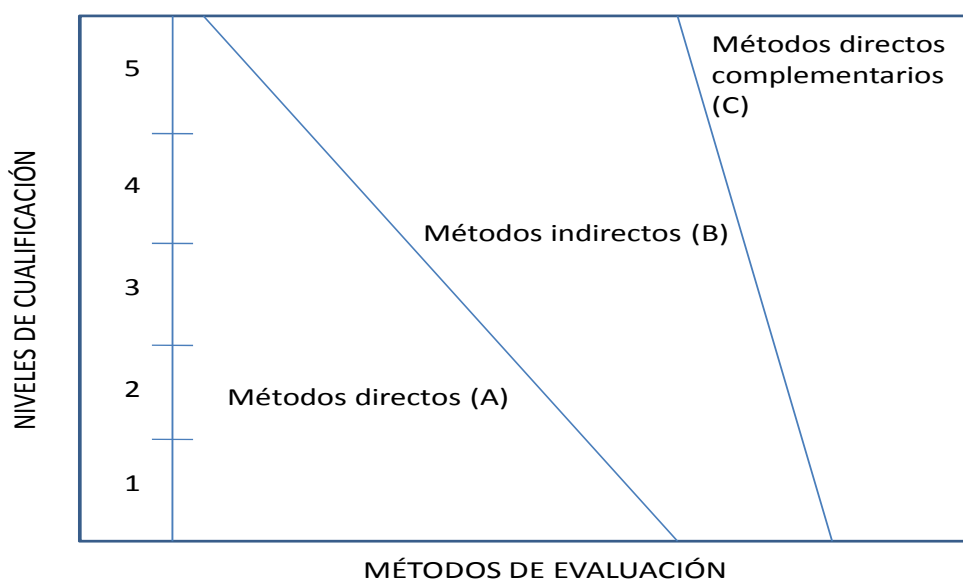 NIVELES DE CUALIFICACIÓN
5
4
3
2
1
Métodos directos
complementarios
(C)
Métodos indirectos (B)
Métodos directos (A)
MÉTODOS DE EVALUACIÓN